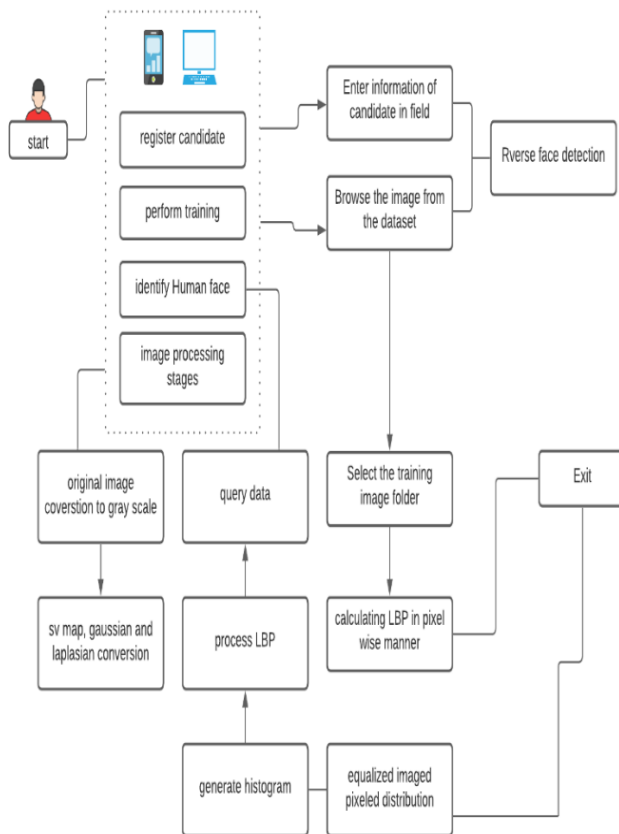 start
register candidate
perform training
identify Human face
image processing
stages
Enter information of
candidate in field
Browse the image from
the dataset
Rverse face detection
original image
coverstion to gray scale
query data
Select the training
image folder
Exit
sv map, gaussian and
laplasian conversion
process LBP
calculating LBP in pixel
wise manner
generate histogram
equalized imaged
pixeled distribution